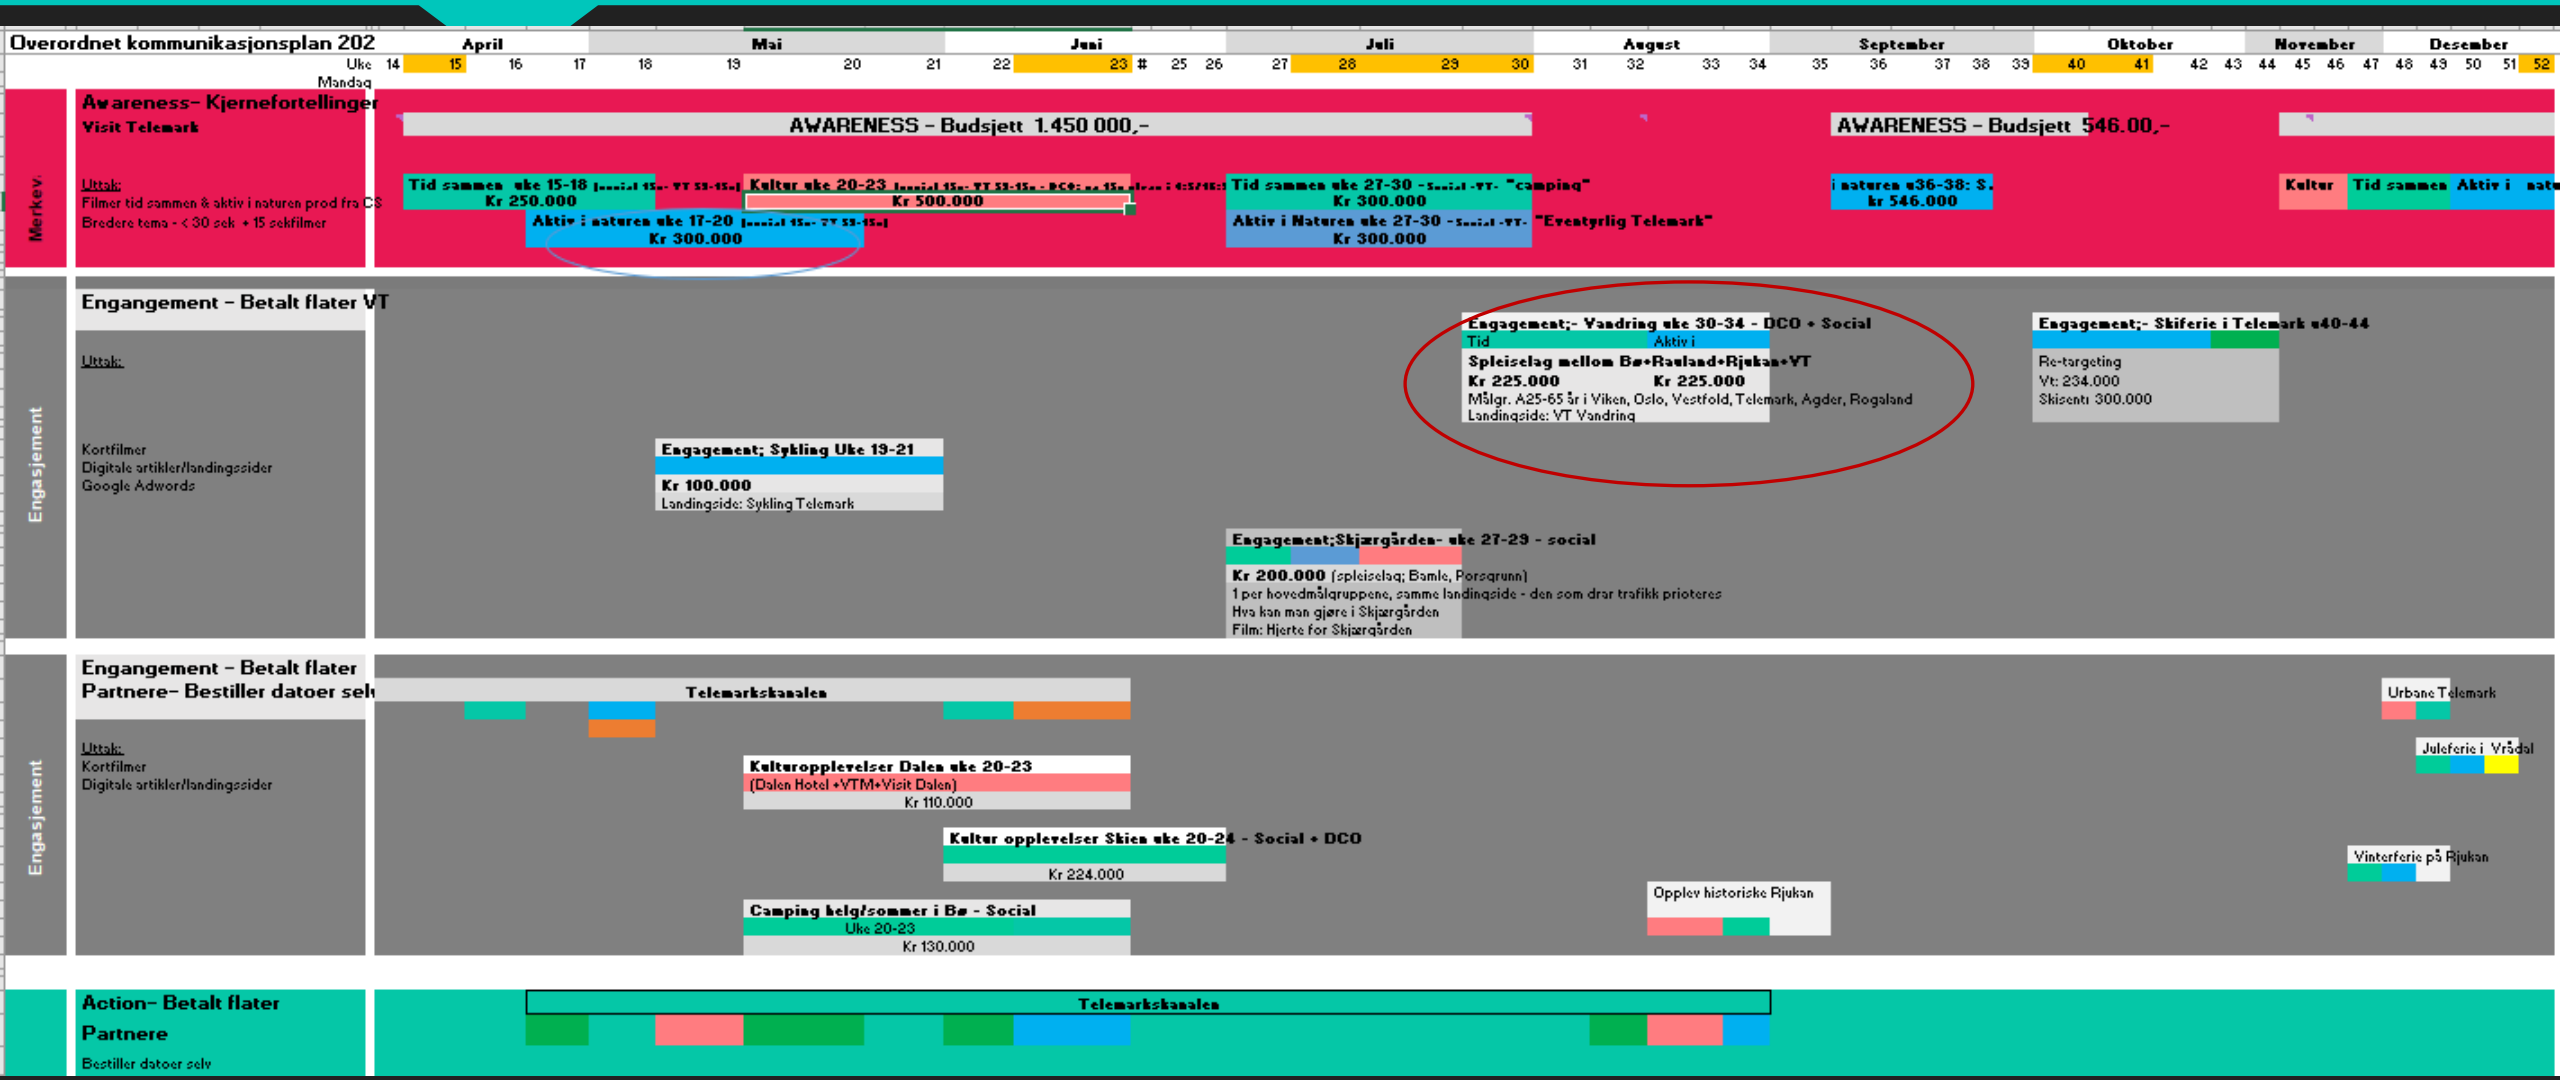 Overordnet kommunikasjonsplan 202 April Mai Juni Juli August September Oktober November Desember
Uke 14 15 16 17 18 19 20 21 22 23 # 25 26 27 28 29 30 31 32 33 34 35 36 37 38 39 40 41 42 43 44 45 46 47 48 49 50 51 52
Mandag
Merkev.
Awareness- Kjernefortellinger
Visit Telemark
AWARENESS - Budsjett 1.450 000,-
AWARENESS - Budsjett 546.00,-
Uttak:
Filmer tid sammen & aktiv i naturen prod fra CS
Bredere tema - < 30 sek + 15 sekfilmer
Tid sammen uke 15-18
Kr 250.000
Kultur uke 20-23
Kr 500.000
Tid sammen uke 27-30 "camping"
Kr 300.000
i naturen u36-38: S.
kr 546.000
Kultur Tid sammen Aktiv i natu
Aktiv i naturen uke 17-20
Kr 300.000
Aktiv i Naturen uke 27-30 "Eventyrlig Telemark"
Kr 300.000
Engasjement
Engangement - Betalt flater VT
Uttak:
Kortfilmer
Digitale artikler/landingssider
Google Adwords
Engagement;- Vandring uke 30-34 - DCO + Social
Tid Aktiv i
Spleiselag mellom Bø+Rauland+Rjukan+VT
Kr 225.000 Kr 225.000
Målgr. A25-65 år i Viken, Oslo, Vestfold, Telemark, Agder, Rogaland
Landingside: VT Vandring
Engagement;- Skiferie i Telemark u40-44
Re-targeting
Vt: 234.000
Skisenti 300.000
Engagement; Sykling Uke 19-21
Kr 100.000
Landingside: Sykling Telemark
Engagement;Skjærgården- uke 27-29 - social
Kr 200.000 (spleiselag; Bamle, Porsgrunn)
1 per hovedmålgruppene, samme landingside - den som drar trafikk prioteres
Hva kan man gjøre i Skjærgården
Film: Hjerte for Skjærgården
Engasjement
Engangement - Betalt flater
Partnere- Bestiller datoer selv
Uttak:
Kortfilmer
Digitale artikler/landingssider
Telemarkskanalen
Urbane Telemark
Juleferie i Vrådal
Kulturopplevelser Dalen uke 20-23
(Dalen Hotel +VTM+Visit Dalen)
Kr 110.000
Kultur opplevelser Skien uke 20-24 - Social + DCO
Kr 224.000
Vinterferie på Rjukan
Opplev historiske Rjukan
Camping helg/sommer i Bø - Social
Uke 20-23
Kr 130.000
Action- Betalt flater
Partnere
Bestiller datoer selv
Telemarkskanalen